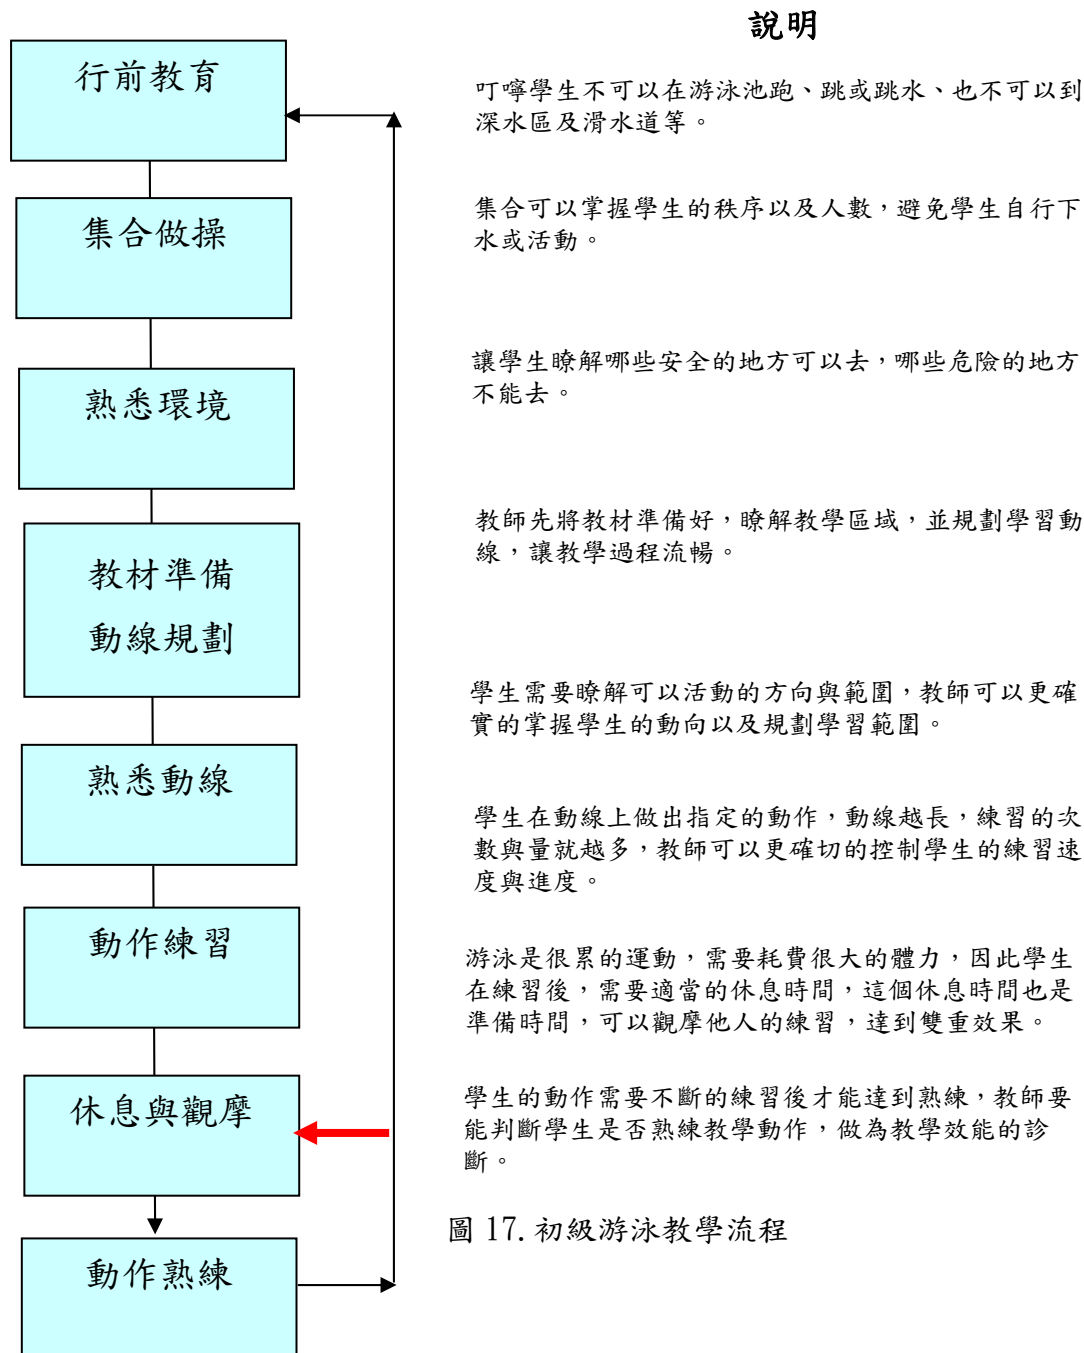 說明
行前教育
叮嚀學生不可以在游泳池跑、跳或跳水、也不可以到
深水區及滑水道等。
集合做操
集合可以掌握學生的秩序以及人數，避免學生自行下
水或活動。
熟悉環境
讓學生瞭解哪些安全的地方可以去，哪些危險的地方
不能去。
教材準備
動線規劃
教師先將教材準備好，瞭解教學區域，並規劃學習動
線，讓教學過程流暢。
熟悉動線
學生需要瞭解可以活動的方向與範圍，教師可以更確
實的掌握學生的動向以及規劃學習範圍。
動作練習
學生在動線上做出指定的動作，動線越長，練習的次
數與量就越多，教師可以更確切的控制學生的練習速
度與進度。
休息與觀摩
游泳是很累的運動，需要耗費很大的體力，因此學生
在練習後，需要適當的休息時間，這個休息時間也是
準備時間，可以觀摩他人的練習，達到雙重效果。
動作熟練
學生的動作需要不斷的練習後才能達到熟練，教師要
能判斷學生是否熟練教學動作，做為教學效能的診
斷。
圖 17.初級游泳教學流程